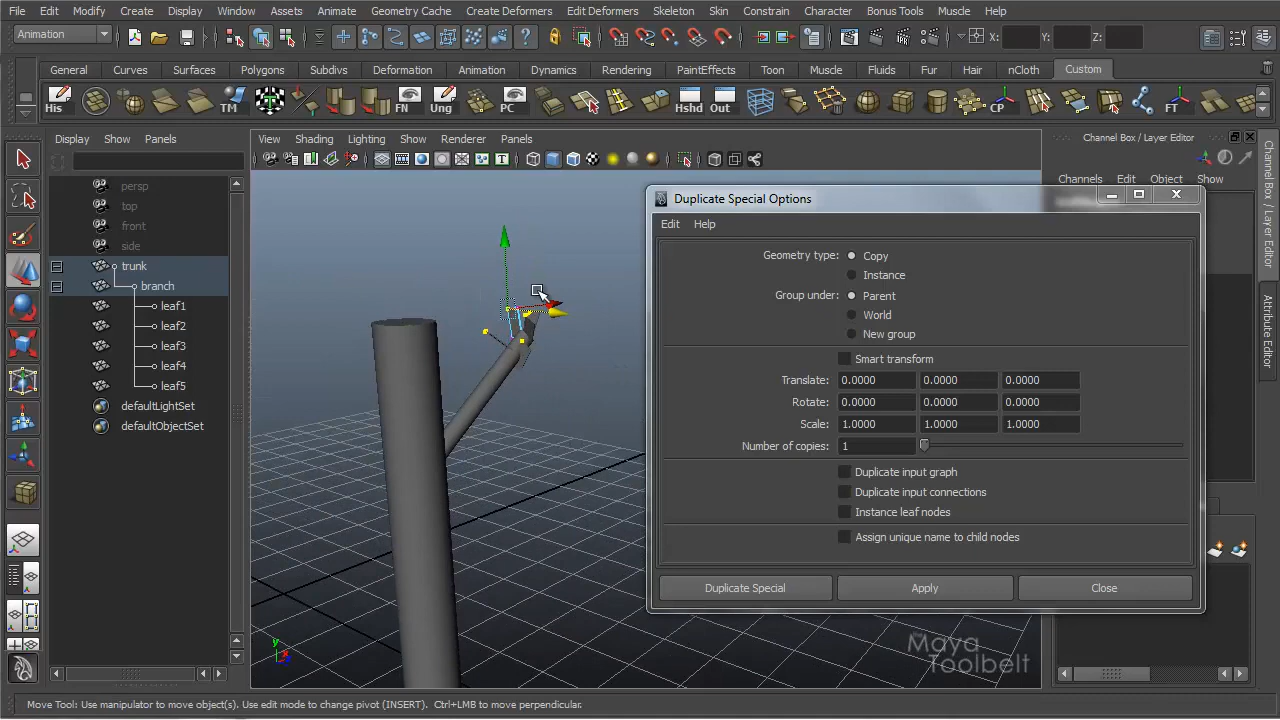 File Edit Modify Create Display Window Assets Animate Geometry Cache Create Deformers Edit Deformers Skeleton Skin Constrain Character Bonus Tools Muscle Help
Animation X: Y: Z:
General Curves Surfaces Subdivs Polygons Deformation Animation Dynamics Rendering PaintEffects Toon Muscle Fluids Fur Hair nCloth Custom
His TM FN Ung PC Hshd Out CP FT
Display Show Panels
View Shading Lighting Show Renderer Panels
Channel Box / Layer Editor
Channels Edit Object Show
persp
top
front
side
trunk
branch
leaf1
leaf2
leaf3
leaf4
leaf5
defaultLightSet
defaultObjectSet
Duplicate Special Options
Edit Help
Geometry type: Copy
Instance
Group under: Parent
World
New group
Smart transform
Translate: 0.0000 0.0000 0.0000
Rotate: 0.0000 0.0000 0.0000
Scale: 1.0000 1.0000 1.0000
Number of copies: 1
Duplicate input graph
Duplicate input connections
Instance leaf nodes
Assign unique name to child nodes
Duplicate Special Apply Close
Channel Box / Layer Editor
Attribute Editor
y
x
the
Maya
Toolbelt
Move Tool: Use manipulator to move object(s). Use edit mode to change pivot (INSERT). Ctrl+LMB to move perpendicular.